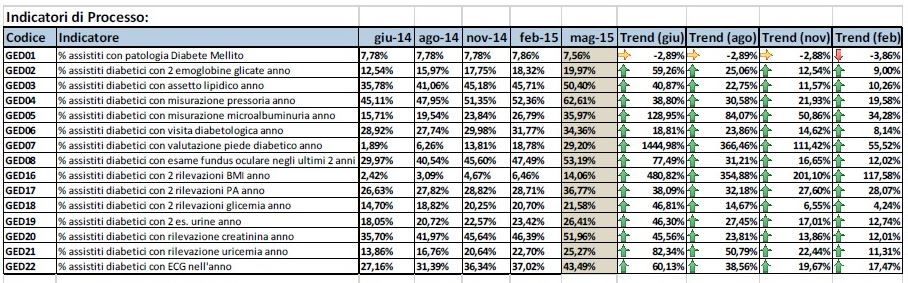 Indicatori di Processo:
Codice Indicatore giu-14 ago-14 nov-14 feb-15 mag-15 Trend (giu) Trend (ago) Trend (nov) Trend (feb)
GED01 % assistiti con patologia Diabete Mellito 7,78% 7,78% 7,78% 7,86% 7,56% -2,89% -2,89% -2,88% -3,86%
GED02 % assistiti diabetici con 2 emoglobine glicate anno 12,54% 15,97% 17,75% 18,32% 19,97% 59,26% 25,06% 12,54% 9,00%
GED03 % assistiti diabetici con assetto lipidico anno 35,78% 41,06% 45,18% 45,71% 50,40% 40,87% 22,75% 11,57% 10,26%
GED04 % assistiti diabetici con misurazione pressoria anno 45,11% 47,95% 51,35% 52,36% 62,61% 38,80% 30,58% 21,93% 19,58%
GED05 % assistiti diabetici con misurazione microalbuminuria anno 15,71% 19,54% 23,84% 26,79% 35,97% 128,95% 84,07% 50,86% 34,28%
GED06 % assistiti diabetici con visita diabetologica anno 28,92% 27,74% 29,98% 31,77% 34,36% 18,81% 23,86% 14,62% 8,14%
GED07 % assistiti diabetici con valutazione piede diabetico anno 1,89% 6,26% 13,81% 18,78% 29,20% 1444,98% 366,46% 111,42% 55,52%
GED08 % assistiti diabetici con esame fundus oculare negli ultimi 2 anni 29,97% 40,54% 45,60% 47,49% 53,19% 77,49% 31,21% 16,65% 12,02%
GED16 % assistiti diabetici con 2 rilevazioni BMI anno 2,42% 3,09% 4,67% 6,46% 14,06% 480,82% 354,88% 201,10% 117,58%
GED17 % assistiti diabetici con 2 rilevazioni PA anno 26,63% 27,82% 28,82% 28,71% 36,77% 38,09% 32,18% 27,60% 28,07%
GED18 % assistiti diabetici con 2 rilevazioni glicemia anno 14,70% 18,82% 20,25% 20,70% 21,58% 46,81% 14,67% 6,55% 4,24%
GED19 % assistiti diabetici con 2 es. urine anno 18,05% 20,72% 22,57% 23,42% 26,41% 46,30% 27,45% 17,01% 12,74%
GED20 % assistiti diabetici con rilevazione creatinina anno 35,70% 41,97% 45,64% 46,39% 51,96% 45,56% 23,81% 13,86% 12,01%
GED21 % assistiti diabetici con rilevazione uricemia anno 13,86% 16,76% 20,64% 22,70% 25,27% 82,34% 50,79% 22,44% 11,31%
GED22 % assistiti diabetici con ECG nell'anno 27,16% 31,39% 36,34% 37,02% 43,49% 60,13% 38,56% 19,67% 17,47%